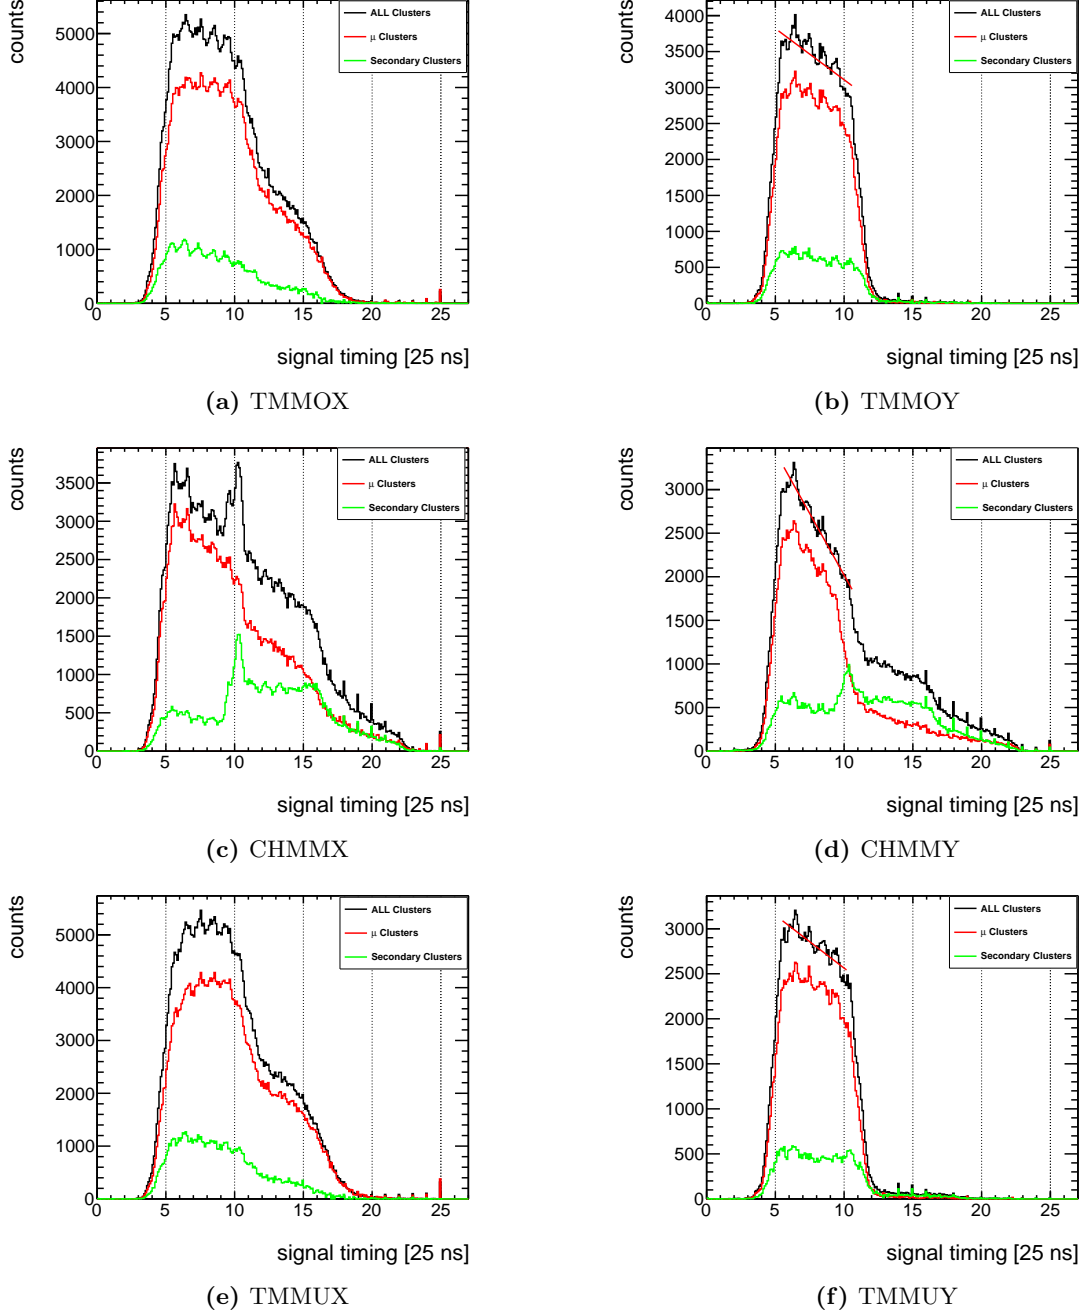 counts
5000
4000
3000
2000
1000
0
0 5 10 15 20 25
signal timing [25 ns]
ALL Clusters
μ Clusters
Secondary Clusters
(a) TMMOX
counts
4000
3500
3000
2500
2000
1500
1000
500
0
0 5 10 15 20 25
signal timing [25 ns]
ALL Clusters
μ Clusters
Secondary Clusters
(b) TMMOY
counts
3500
3000
2500
2000
1500
1000
500
0
0 5 10 15 20 25
signal timing [25 ns]
ALL Clusters
μ Clusters
Secondary Clusters
(c) CHMMX
counts
3000
2500
2000
1500
1000
500
0
0 5 10 15 20 25
signal timing [25 ns]
ALL Clusters
μ Clusters
Secondary Clusters
(d) CHMMY
counts
5000
4000
3000
2000
1000
0
0 5 10 15 20 25
signal timing [25 ns]
ALL Clusters
μ Clusters
Secondary Clusters
(e) TMMUX
counts
3000
2500
2000
1500
1000
500
0
0 5 10 15 20 25
signal timing [25 ns]
ALL Clusters
μ Clusters
Secondary Clusters
(f) TMMUY